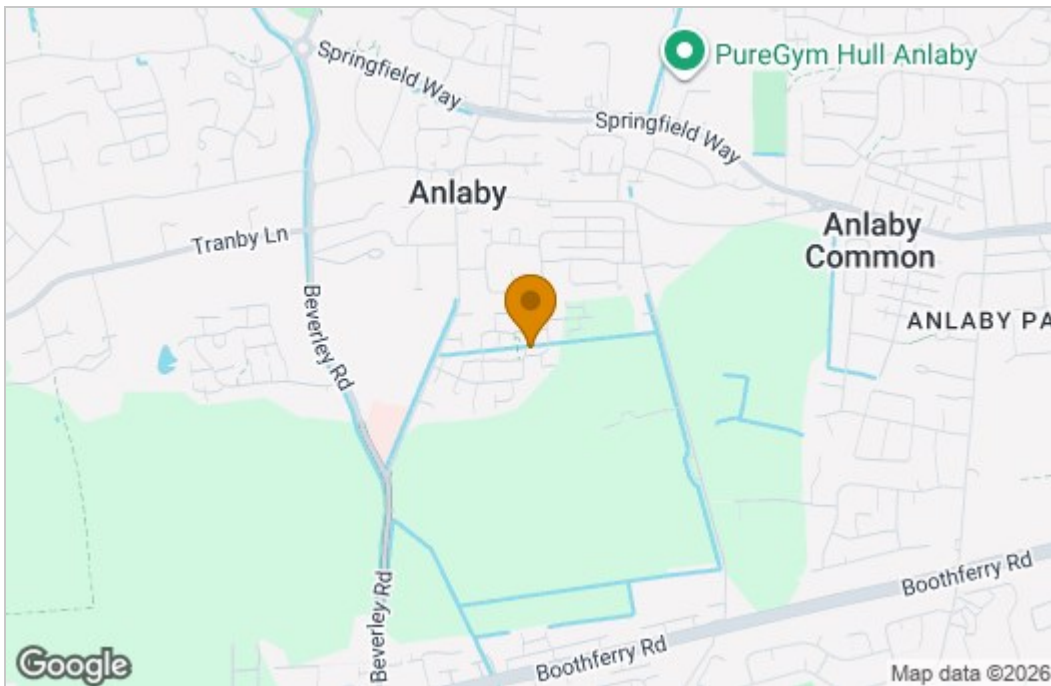 PureGym Hull Anlaby
Springfield Way
Springfield Way
Anlaby
Anlaby
Common
Tranby Ln
Beverley Rd
ANLABY PA
Beverley Rd
Boothferry Rd
Boothferry Rd
Google
Map data ©2026